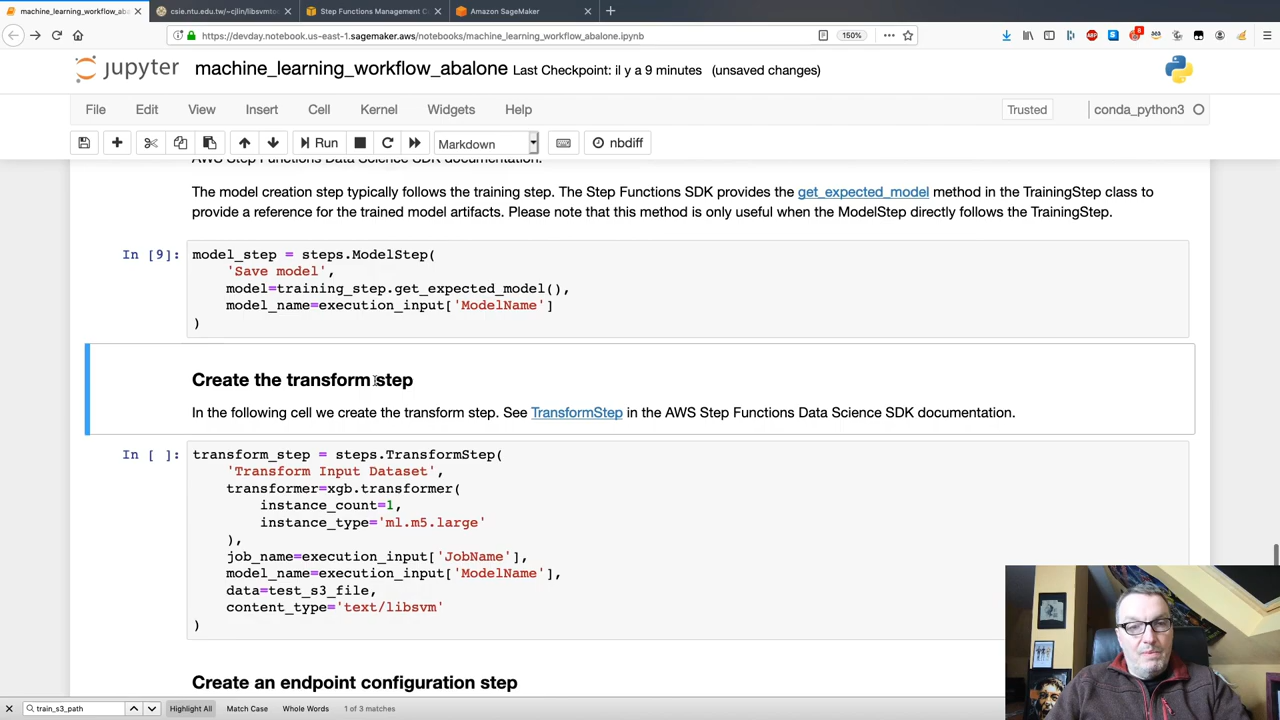 machine_learning_workflow_aba
csie.ntu.edu.tw/~cjlin/libsvmto
Step Functions Management C
Amazon SageMaker
https://devday.notebook.us-east-1.sagemaker.aws/notebooks/machine_learning_workflow_abalone.ipynb
150%
jupyter
machine_learning_workflow_abalone Last Checkpoint: il y a 9 minutes (unsaved changes)
File Edit View Insert Cell Kernel Widgets Help
Trusted
conda_python3
Run
Markdown
nbdiff
AWS Step Functions Data Science SDK documentation.
The model creation step typically follows the training step. The Step Functions SDK provides the get_expected_model method in the TrainingStep class to
provide a reference for the trained model artifacts. Please note that this method is only useful when the ModelStep directly follows the TrainingStep.
In [9]: model_step = steps.ModelStep(
'Save model',
model=training_step.get_expected_model(),
model_name=execution_input['ModelName']
)
Create the transform step
In the following cell we create the transform step. See TransformStep in the AWS Step Functions Data Science SDK documentation.
In [ ]: transform_step = steps.TransformStep(
'Transform Input Dataset',
transformer=xgb.transformer(
instance_count=1,
instance_type='ml.m5.large'
),
job_name=execution_input['JobName'],
model_name=execution_input['ModelName'],
data=test_s3_file,
content_type='text/libsvm'
)
Create an endpoint configuration step
train_s3_path
Highlight All
Match Case
Whole Words
1 of 3 matches